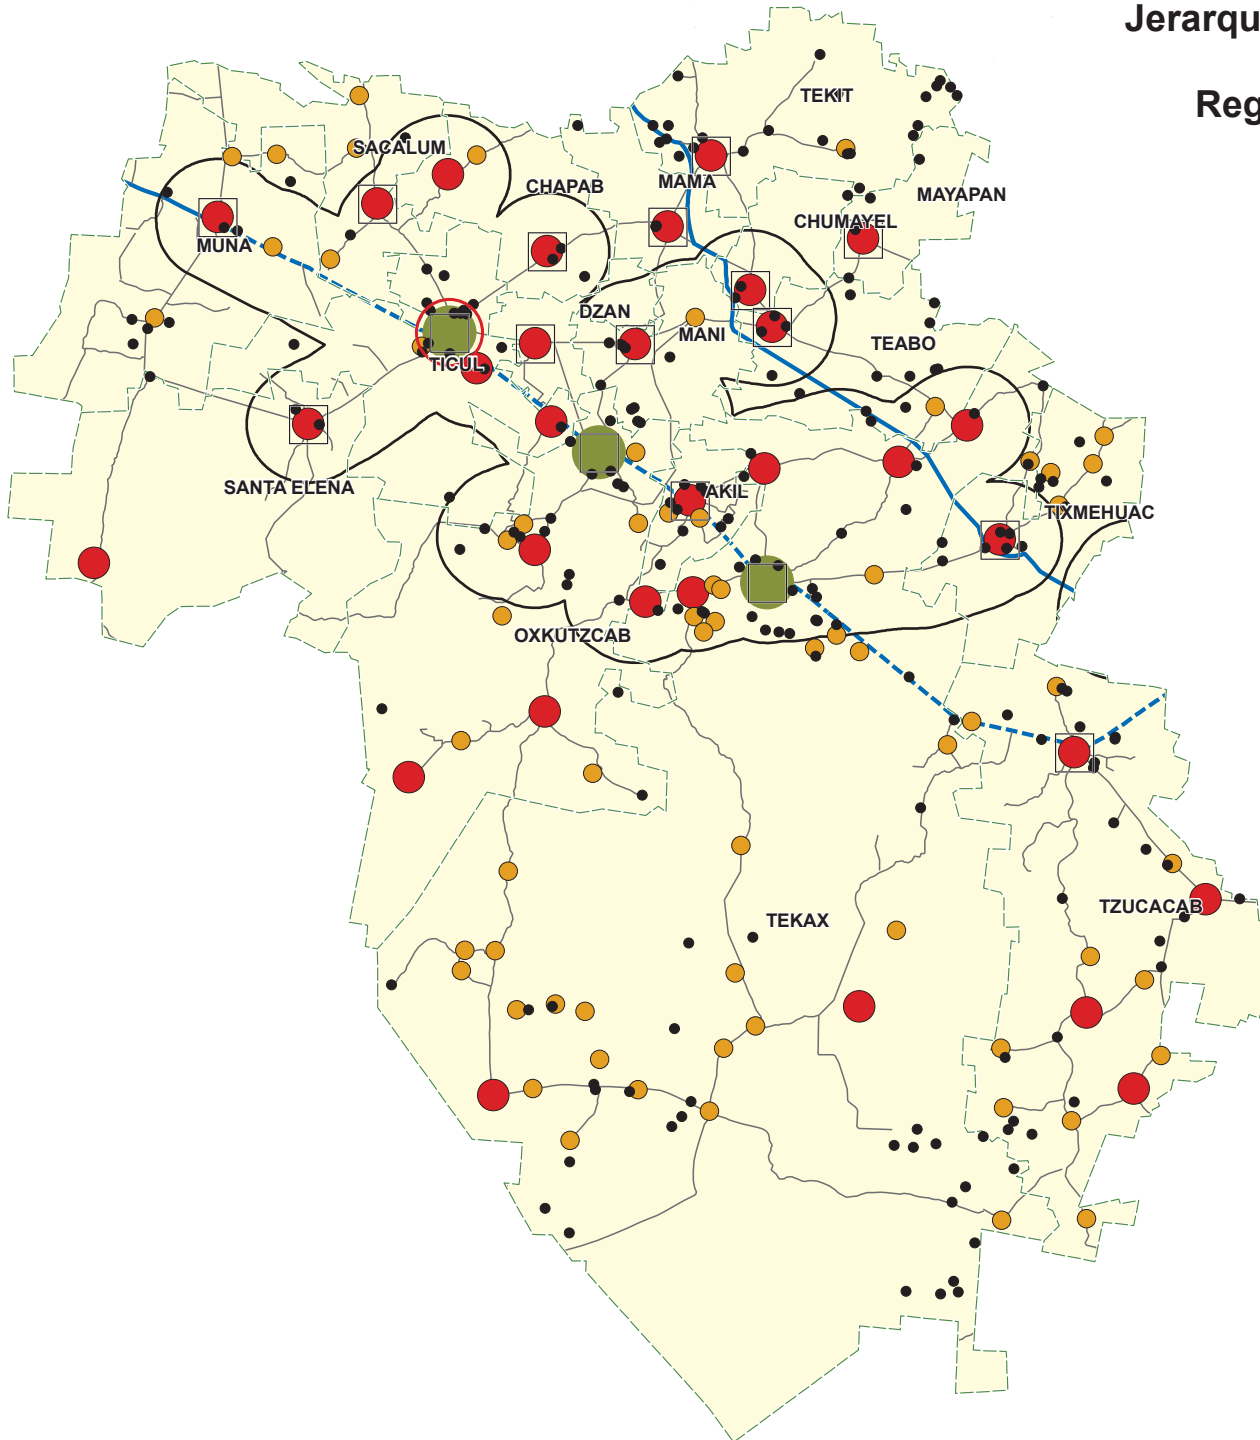 Jerarqu
TEKIT
Reg
SACALUM
MAMA
CHAPAB
MAYAPAN
CHUMAYEL
MUNA
DZAN
MANI
TEABO
TICUL
SANTA ELENA
AKIL
TIXMEHUAC
OXKUTZCAB
TZUCACAB
TEKAX